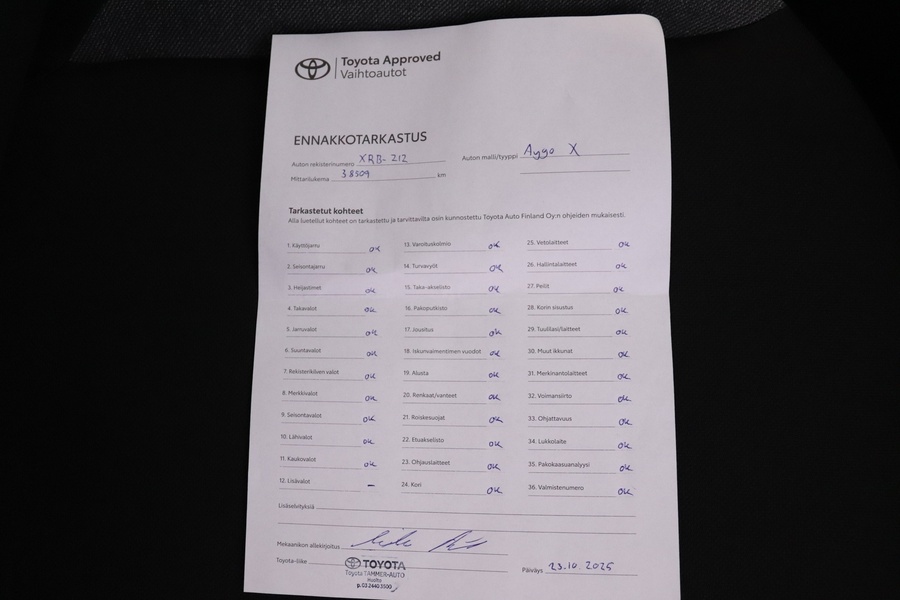 Toyota Approved
Vaihtoautot
ENNAKKOTARKASTUS
Auton rekisterinumero XRB-212
Auton malli/tyyppi Aygo X
Mittarilukema 38509 km
Tarkastetut kohteet
Alla luetellut kohteet on tarkastettu ja tarvittavilta osin kunnostettu Toyota Auto Finland Oy:n ohjeiden mukaisesti.
1. Käyttöjarru OK
2. Seisontajarru OK
3. Heijastimet OK
4. Takavalot OK
5. Jarruvalot OK
6. Suuntavalot OK
7. Rekisterikilven valot OK
8. Merkkivalot OK
9. Seisontavalot OK
10. Lähivalot OK
11. Kaukovalot OK
12. Lisävalot –
13. Varoituskolmio OK
14. Turvavyöt OK
15. Taka-akselisto OK
16. Pakoputkisto OK
17. Jousitus OK
18. Iskunvaimentimen vuodot OK
19. Alusta OK
20. Renkaat/vanteet OK
21. Roiskesuojat OK
22. Etuakselisto OK
23. Ohjauslaitteet OK
24. Kori OK
25. Vetolaitteet OK
26. Hallintalaitteet OK
27. Peilit OK
28. Korin sisustus OK
29. Tuulilasi/laitteet OK
30. Muut ikkunat OK
31. Merkinantolaitteet OK
32. Voimansiirto OK
33. Ohjattavuus OK
34. Lukkolaite OK
35. Pakokaasuanalyysi OK
36. Valmistenumero OK
Lisäselvityksiä
Mekaanikon allekirjoitus
Toyota-liike
TOYOTA
Toyota TAMMER-AUTO
Huolto
p. 03 2440 3500
Päiväys 23.10 2025